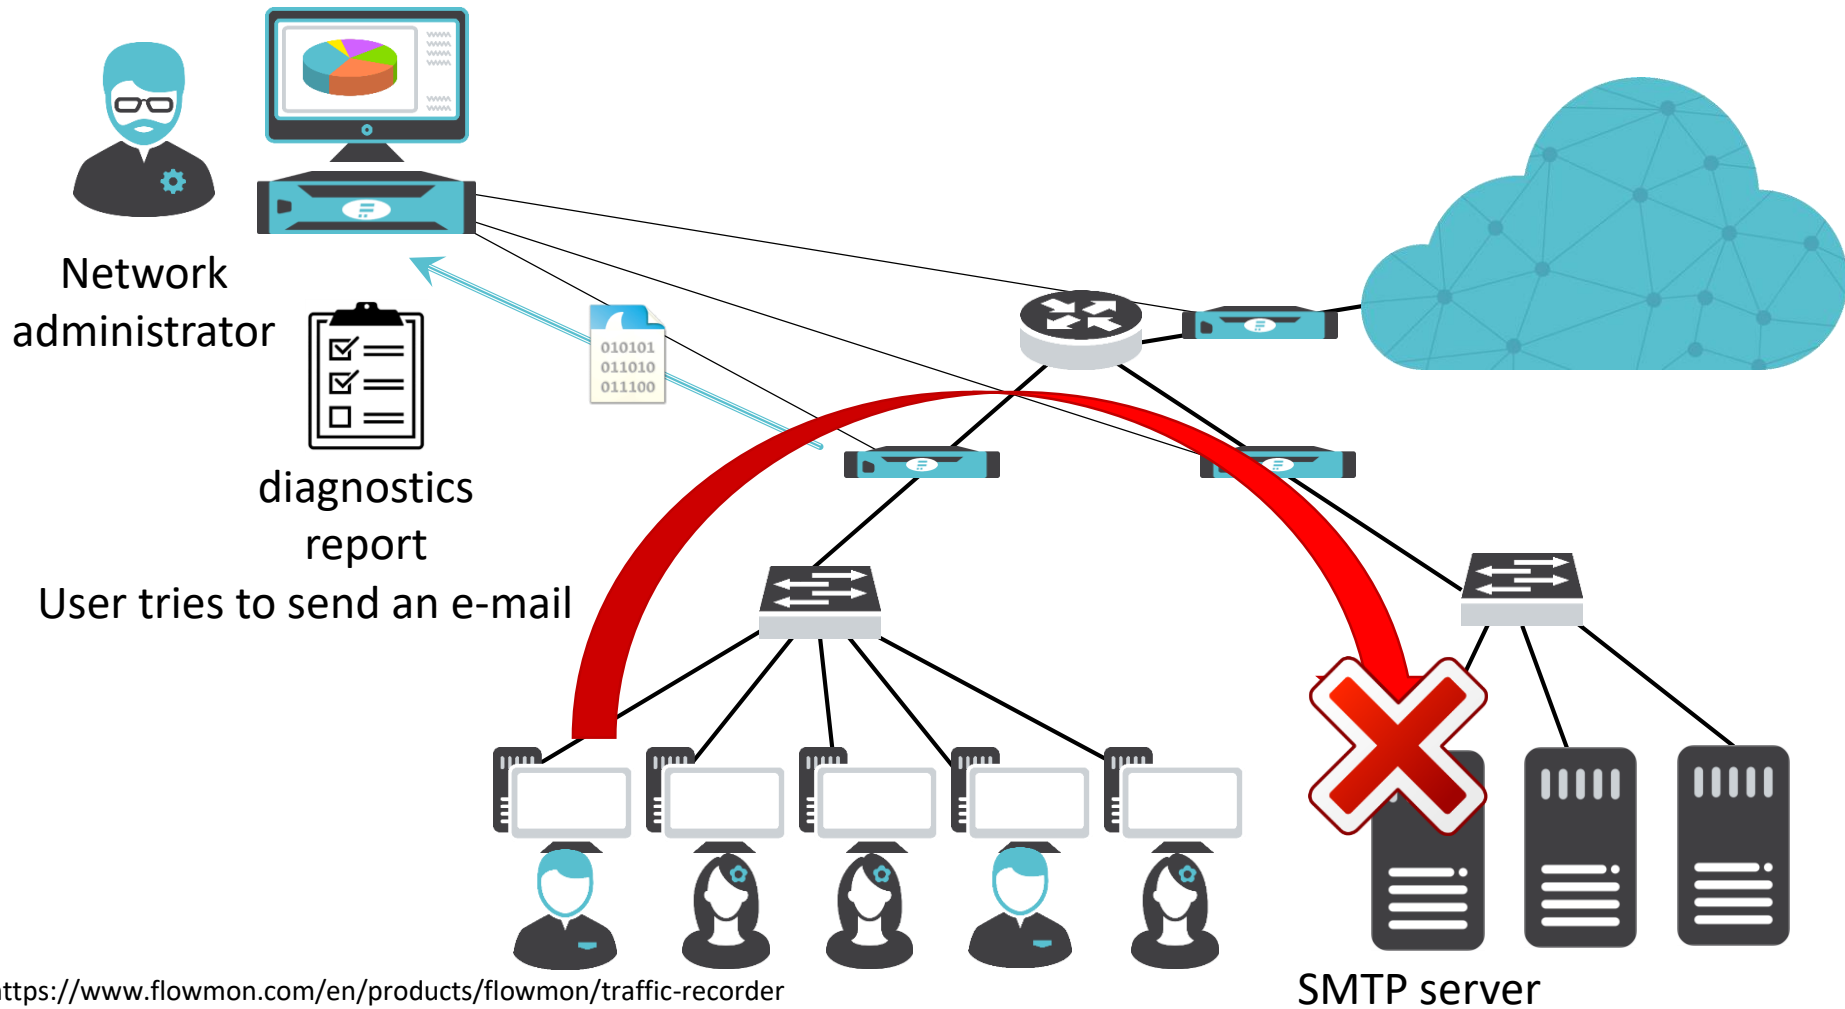 Network
administrator
010101
011010
011100
diagnostics
report
User tries to send an e-mail
ttps://www.flowmon.com/en/products/flowmon/traffic-recorder
SMTP server